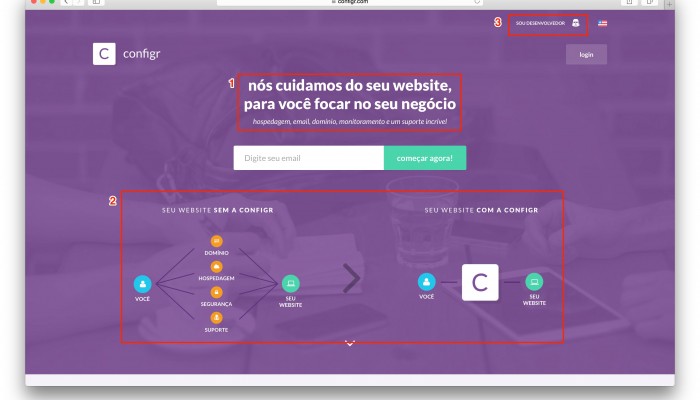 configr.com
3
SOU DESENVOLVEDOR
C configr
login
1
nós cuidamos do seu website,
para você focar no seu negócio
hospedagem, email, domínio, monitoramento e um suporte incrível
Digite seu email
começar agora!
2
SEU WEBSITE SEM A CONFIGR
SEU WEBSITE COM A CONFIGR
DOMÍNIO
HOSPEDAGEM
SEGURANÇA
SUPORTE
VOCÊ
SEU
WEBSITE
VOCÊ
C
SEU
WEBSITE